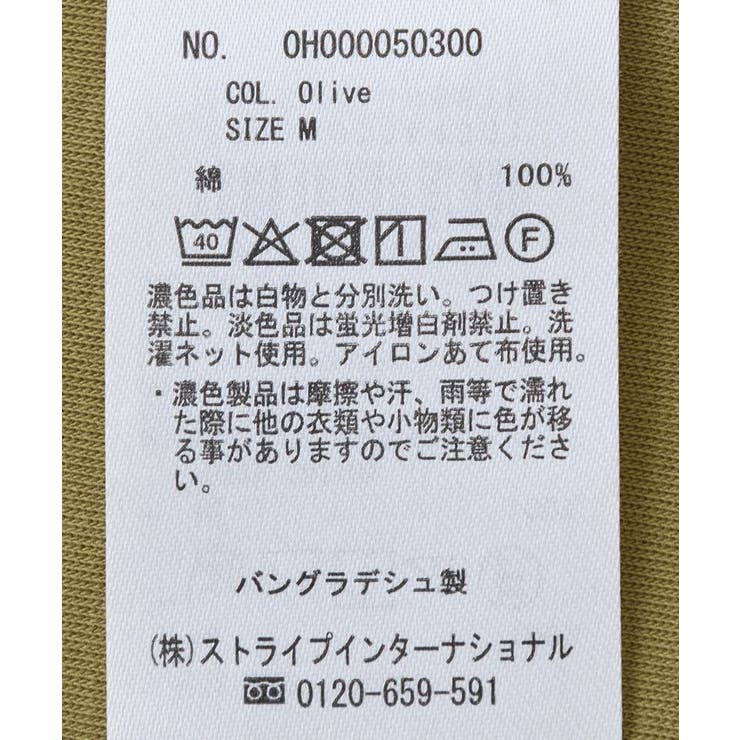 NO. 0H000050300
COL. Olive
SIZE M
綿 100%
40 F
濃色品は白物と分別洗い。つけ置き
禁止。淡色品は蛍光増白剤禁止。洗
濯ネット使用。アイロンあて布使用。
・濃色製品は摩擦や汗、雨等で濡れ
た際に他の衣類や小物類に色が移
る事がありますのでご注意くださ
い。
バングラデシュ製
(株)ストライプインターナショナル
0120-659-591